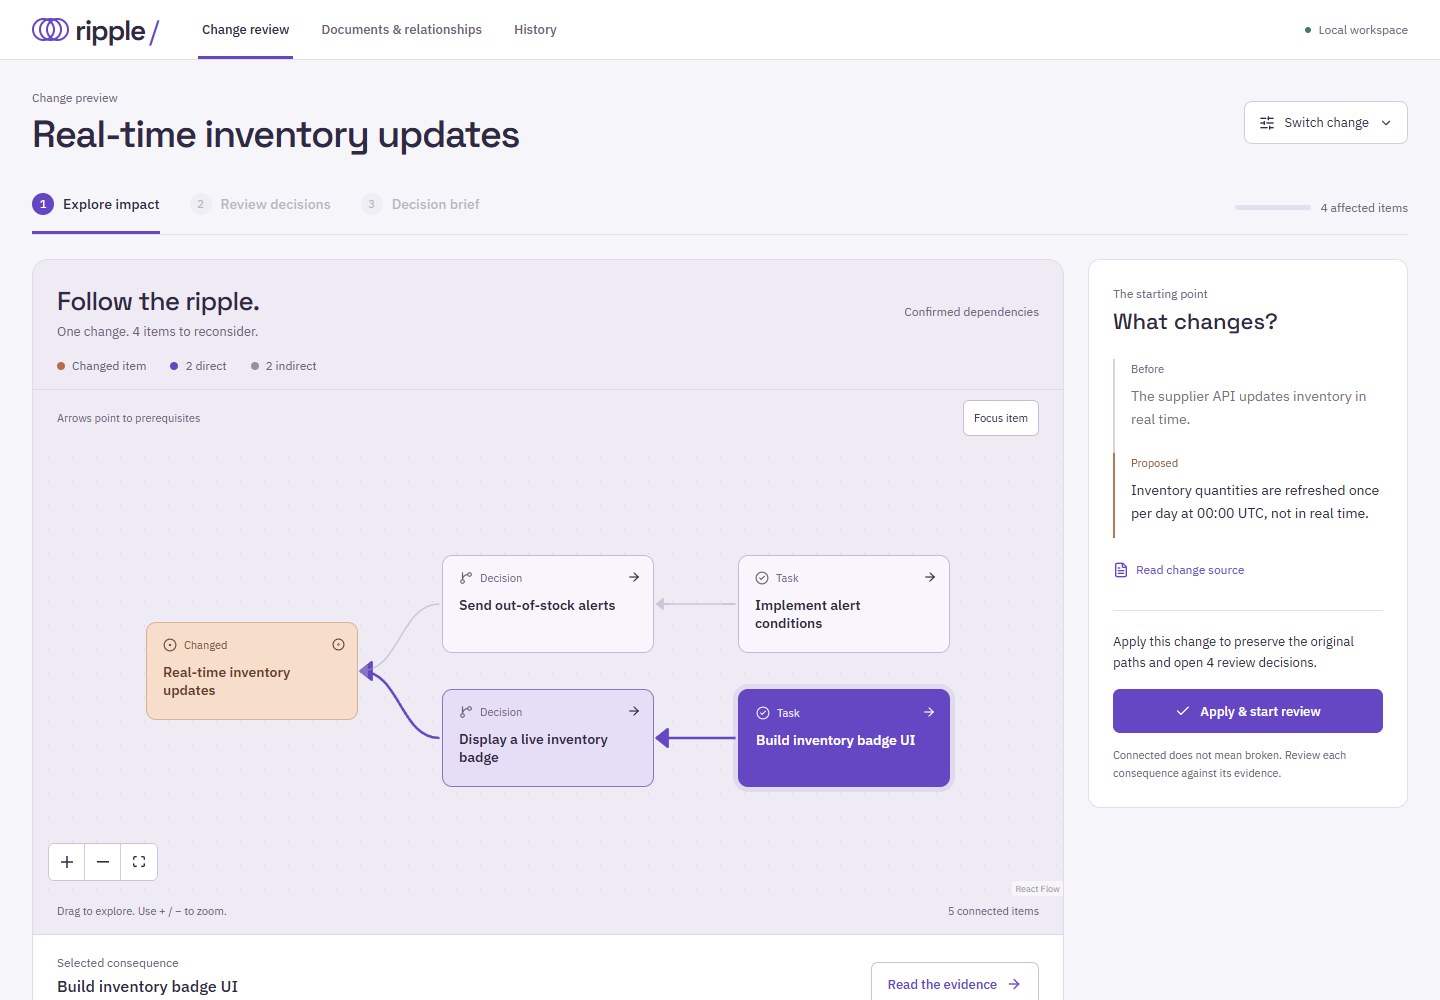 ripple/
Change review
Documents & relationships
History
Local workspace
Change preview
Real-time inventory updates
Switch change
1 Explore impact
2 Review decisions
3 Decision brief
4 affected items
Follow the ripple.
One change. 4 items to reconsider.
Confirmed dependencies
Changed item
2 direct
2 indirect
Arrows point to prerequisites
Focus item
Decision
Send out-of-stock alerts
Task
Implement alert
conditions
Changed
Real-time inventory
updates
Decision
Display a live inventory
badge
Task
Build inventory badge UI
React Flow
Drag to explore. Use + / − to zoom.
5 connected items
Selected consequence
Build inventory badge UI
Read the evidence
The starting point
What changes?
Before
The supplier API updates inventory in
real time.
Proposed
Inventory quantities are refreshed once
per day at 00:00 UTC, not in real time.
Read change source
Apply this change to preserve the original
paths and open 4 review decisions.
Apply & start review
Connected does not mean broken. Review each
consequence against its evidence.